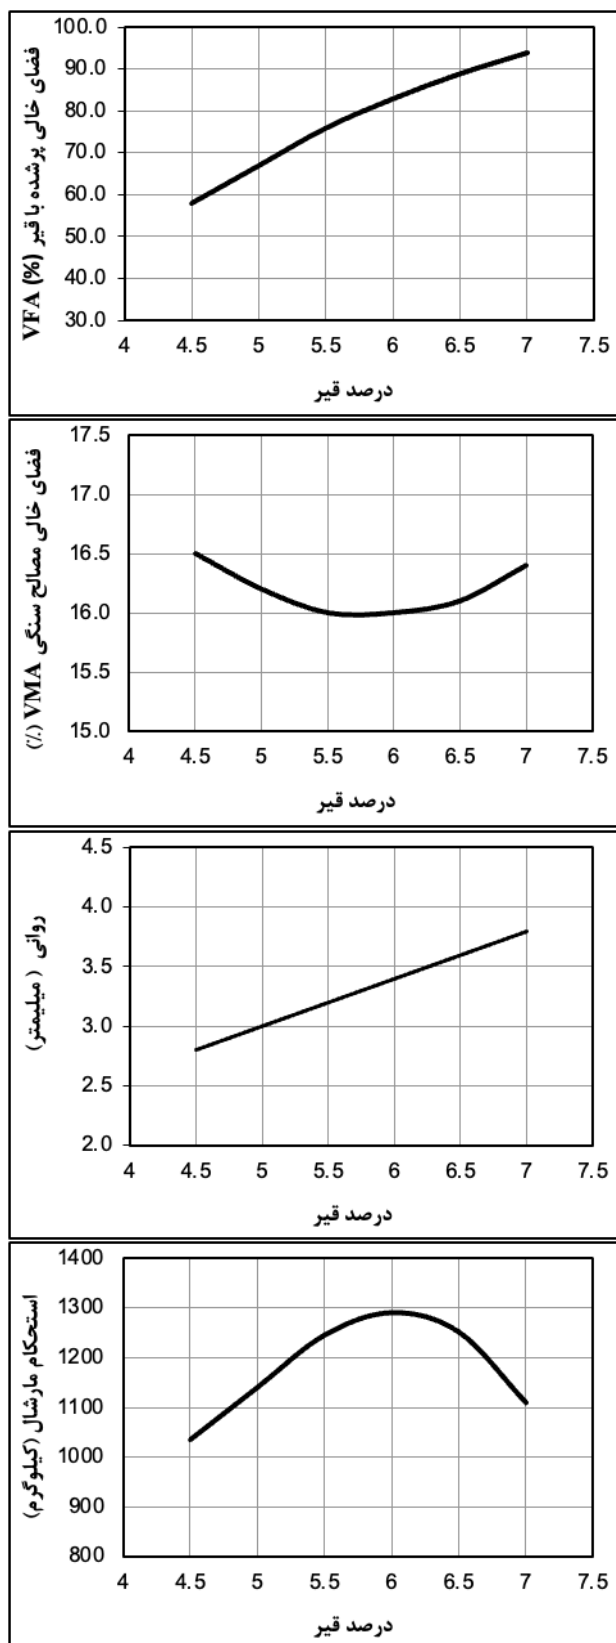 فضای خالی پرشده با قیر VFA (%)
100.0
90.0
80.0
70.0
60.0
50.0
40.0
30.0
4 4.5 5 5.5 6 6.5 7 7.5
درصد قیر
فضای خالی مصالح سنگی VMA (٪)
17.5
17.0
16.5
16.0
15.5
15.0
4 4.5 5 5.5 6 6.5 7 7.5
درصد قیر
روانی ( میلیمتر)
4.5
4.0
3.5
3.0
2.5
2.0
4 4.5 5 5.5 6 6.5 7 7.5
درصد قیر
استحکام مارشال (کیلوگرم)
1400
1300
1200
1100
1000
900
800
4 4.5 5 5.5 6 6.5 7 7.5
درصد قیر